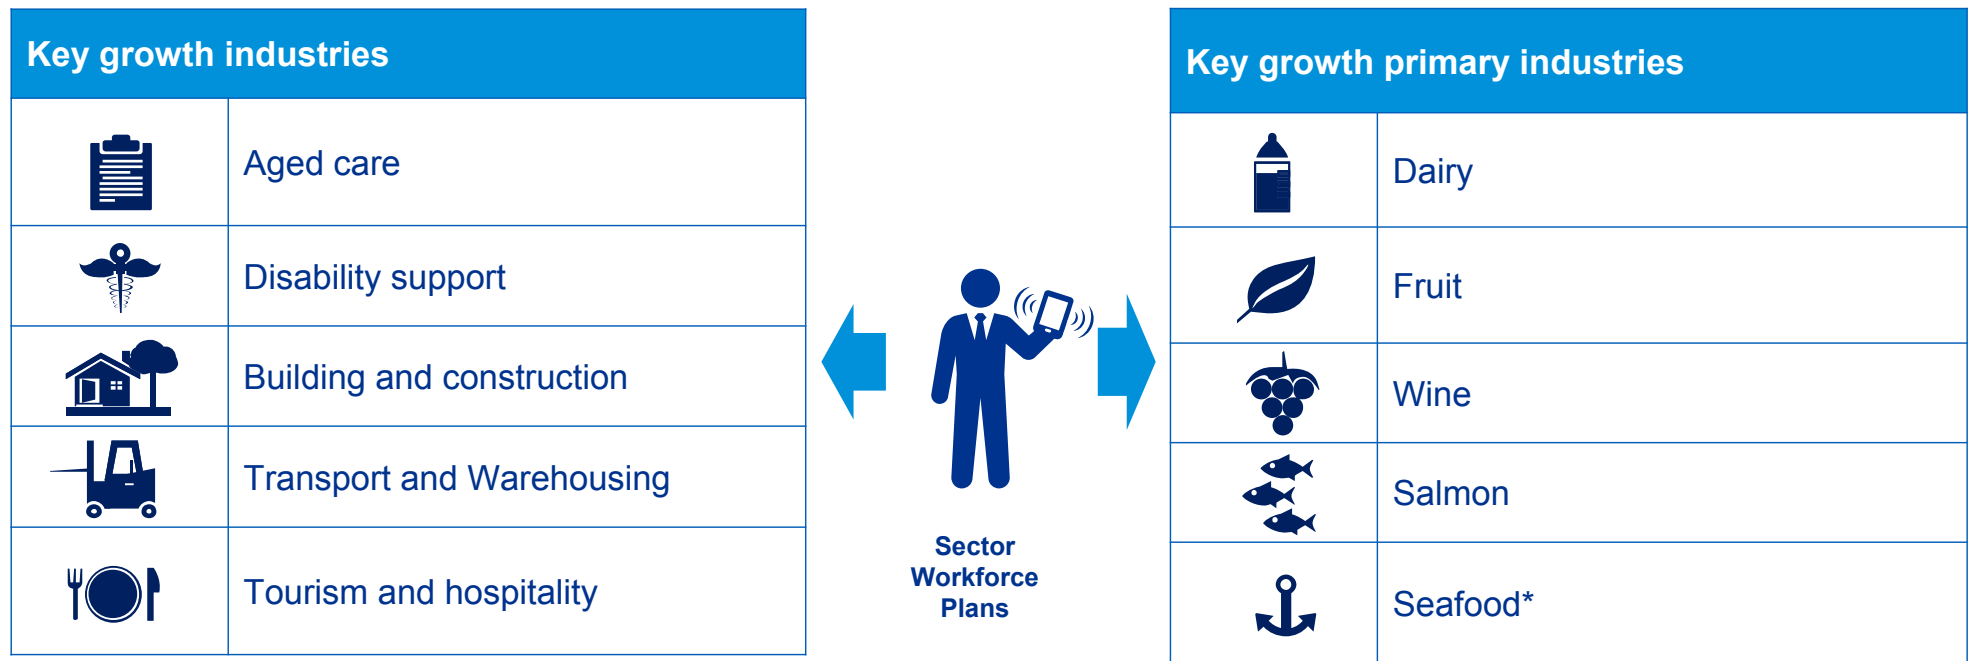 Key growth industries
Aged care
Disability support
Building and construction
Transport and Warehousing
Tourism and hospitality
Sector
Workforce
Plans
Key growth primary industries
Dairy
Fruit
Wine
Salmon
Seafood*